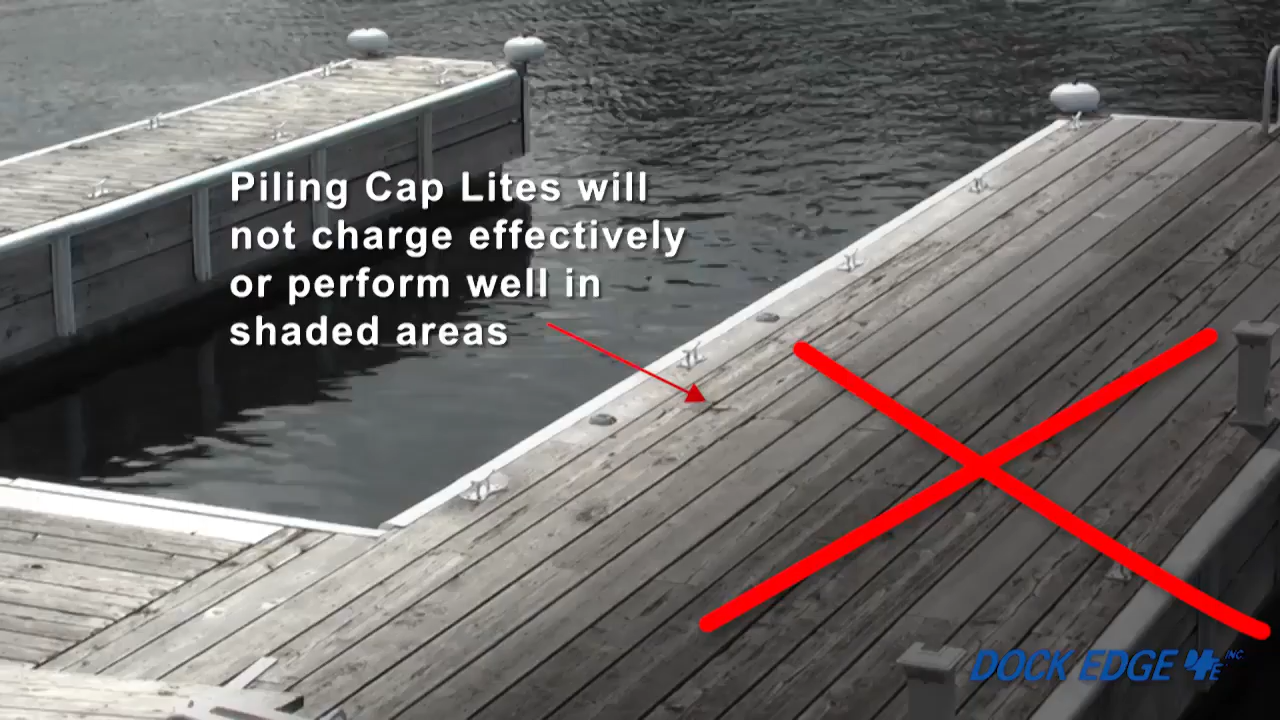 Piling Cap Lites will
not charge effectively
or perform well in
shaded areas
DOCK EDGE INC.